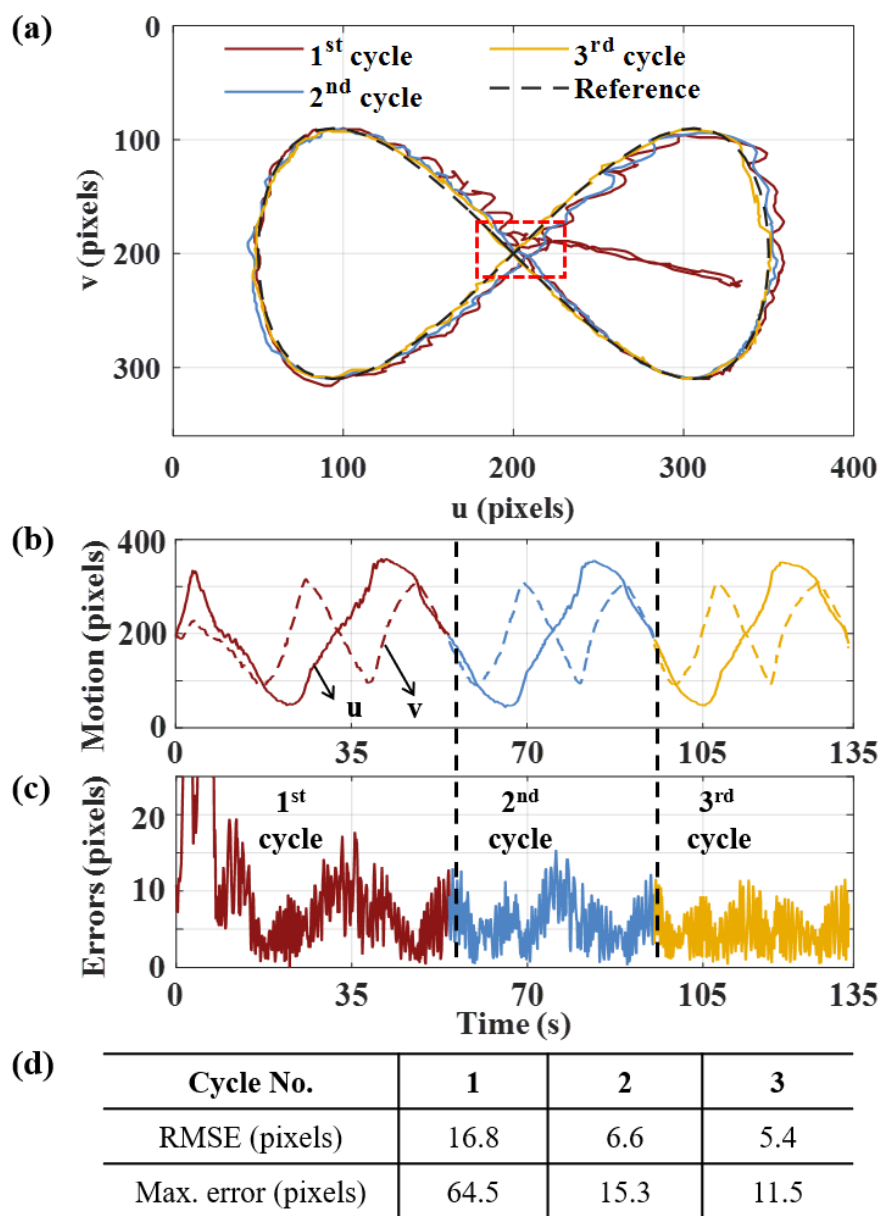 (a)
1st cycle
3rd cycle
2nd cycle
Reference
0
100
200
300
v (pixels)
0 100 200 300 400
u (pixels)
(b)
400
200
0
Motion (pixels)
u v
0 35 70 105 135
(c)
20
10
0
Errors (pixels)
1st cycle
2nd cycle
3rd cycle
0 35 70 105 135
Time (s)
(d)
Cycle No. 1 2 3
RMSE (pixels) 16.8 6.6 5.4
Max. error (pixels) 64.5 15.3 11.5